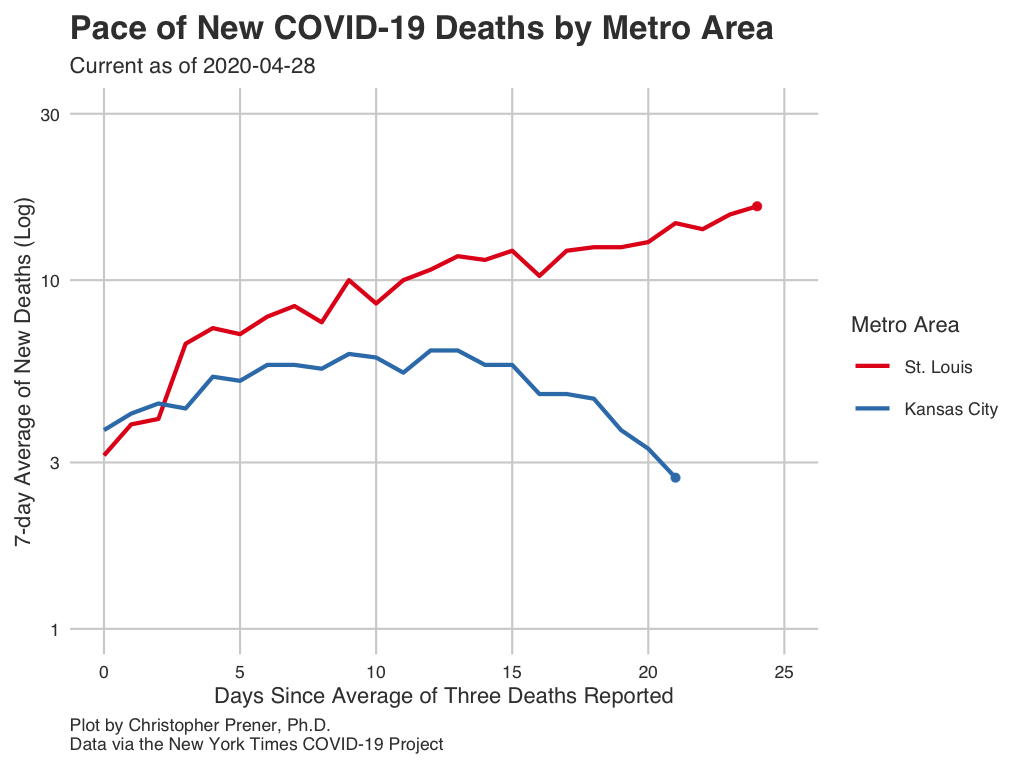 Pace of New COVID-19 Deaths by Metro Area
Current as of 2020-04-28
30
10
3
1
7-day Average of New Deaths (Log)
0 5 10 15 20 25
Days Since Average of Three Deaths Reported
Metro Area
St. Louis
Kansas City
Plot by Christopher Prener, Ph.D.
Data via the New York Times COVID-19 Project